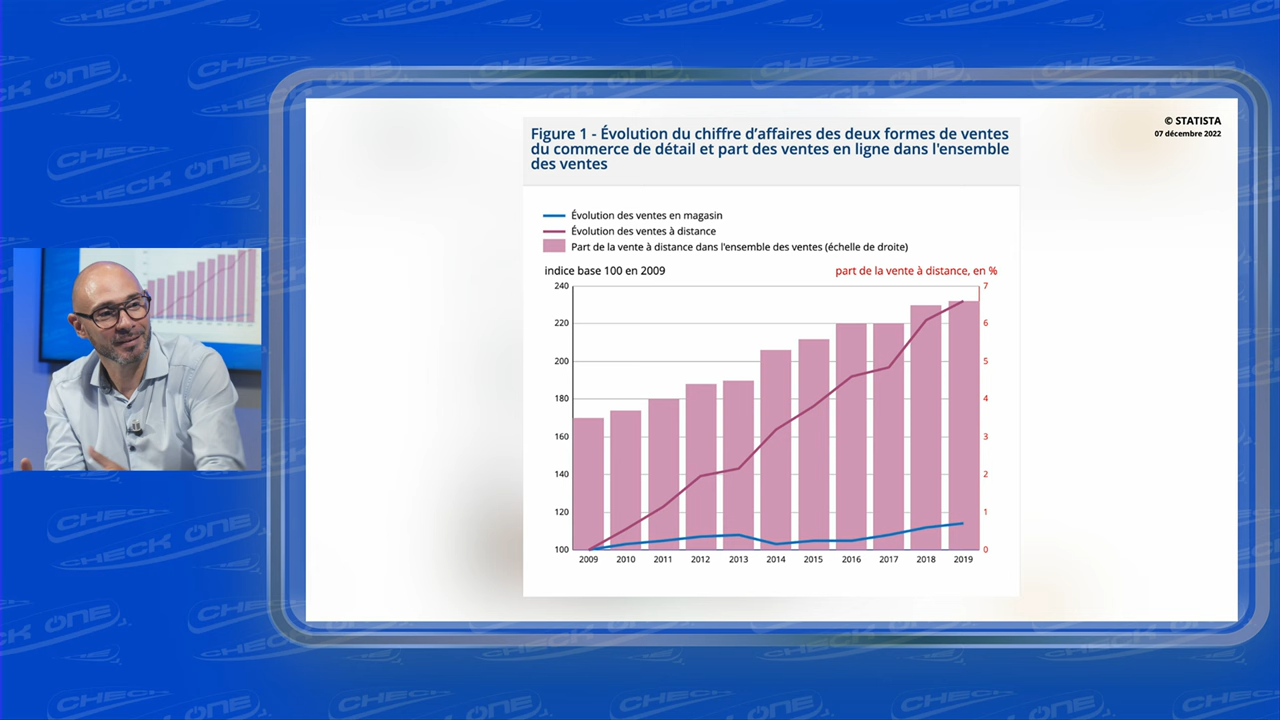 CHECK ONE
© STATISTA
07 décembre 2022
Figure 1 - Évolution du chiffre d’affaires des deux formes de ventes
du commerce de détail et part des ventes en ligne dans l'ensemble
des ventes
Évolution des ventes en magasin
Évolution des ventes à distance
Part de la vente à distance dans l'ensemble des ventes (échelle de droite)
indice base 100 en 2009
part de la vente à distance, en %
240
220
200
180
160
140
120
100
7
6
5
4
3
2
1
0
2009 2010 2011 2012 2013 2014 2015 2016 2017 2018 2019